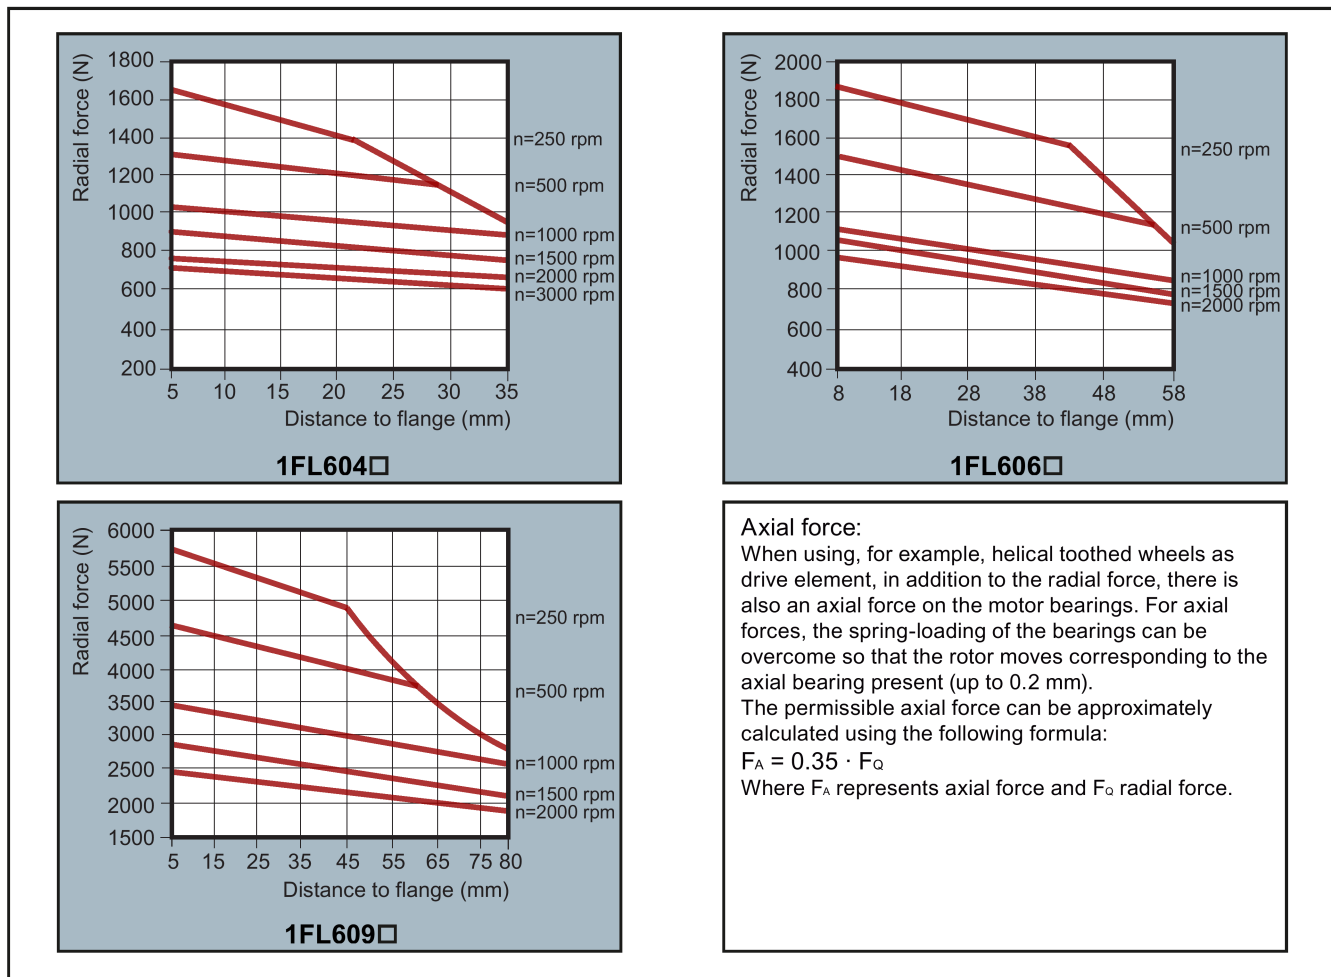 Radial force (N)
1800
1600
1400
1200
1000
800
600
400
200
5 10 15 20 25 30 35
Distance to flange (mm)
n=250 rpm
n=500 rpm
n=1000 rpm
n=1500 rpm
n=2000 rpm
n=3000 rpm
1FL604□
Radial force (N)
2000
1800
1600
1400
1200
1000
800
600
400
8 18 28 38 48 58
Distance to flange (mm)
n=250 rpm
n=500 rpm
n=1000 rpm
n=1500 rpm
n=2000 rpm
1FL606□
Radial force (N)
6000
5500
5000
4500
4000
3500
3000
2500
2000
1500
5 15 25 35 45 55 65 75 80
Distance to flange (mm)
n=250 rpm
n=500 rpm
n=1000 rpm
n=1500 rpm
n=2000 rpm
1FL609□
Axial force:
When using, for example, helical toothed wheels as
drive element, in addition to the radial force, there is
also an axial force on the motor bearings. For axial
forces, the spring-loading of the bearings can be
overcome so that the rotor moves corresponding to the
axial bearing present (up to 0.2 mm).
The permissible axial force can be approximately
calculated using the following formula:
FA = 0.35 · FQ
Where FA represents axial force and FQ radial force.